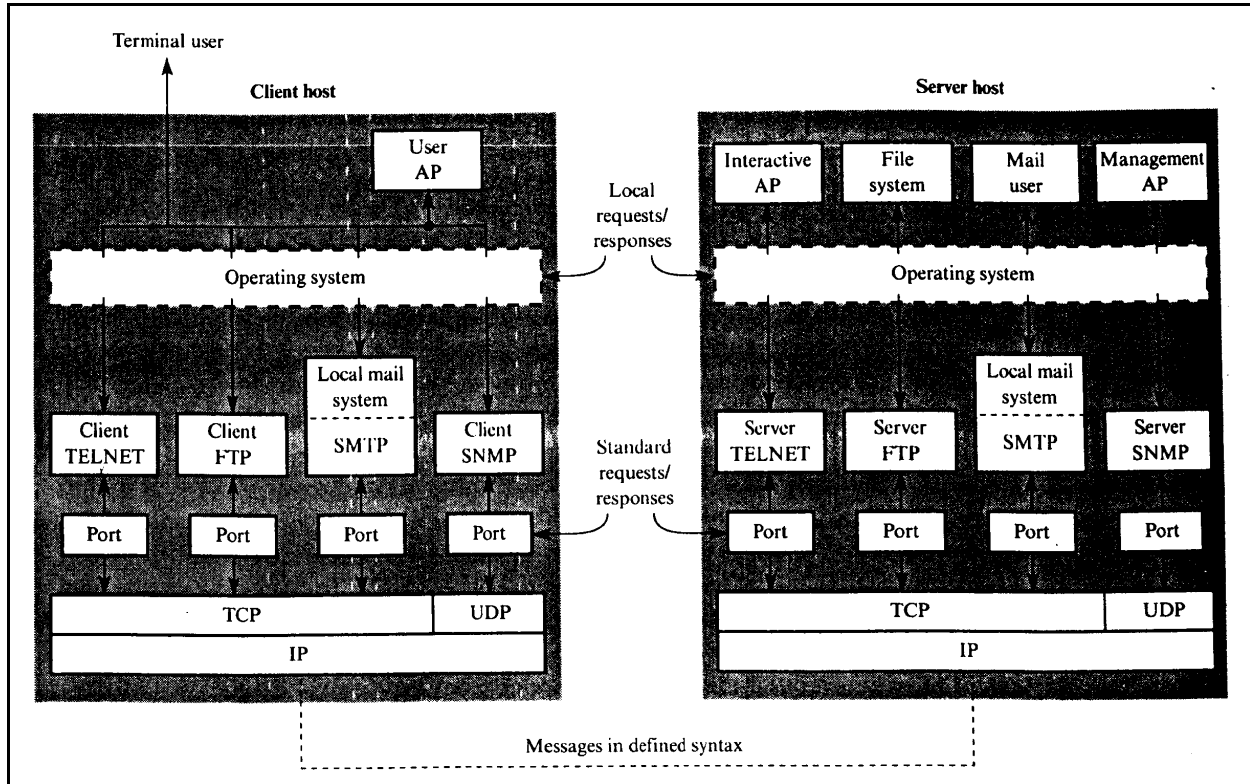 Terminal user
Client host
Server host
User
AP
Interactive
AP
File
system
Mail
user
Management
AP
Local
requests/
responses
Operating system
Operating system
Local mail
system
Client
TELNET
Client
FTP
SMTP
Client
SNMP
Local mail
system
Server
TELNET
Server
FTP
SMTP
Server
SNMP
Standard
requests/
responses
Port
Port
Port
Port
Port
Port
Port
Port
TCP
UDP
IP
TCP
UDP
IP
Messages in defined syntax